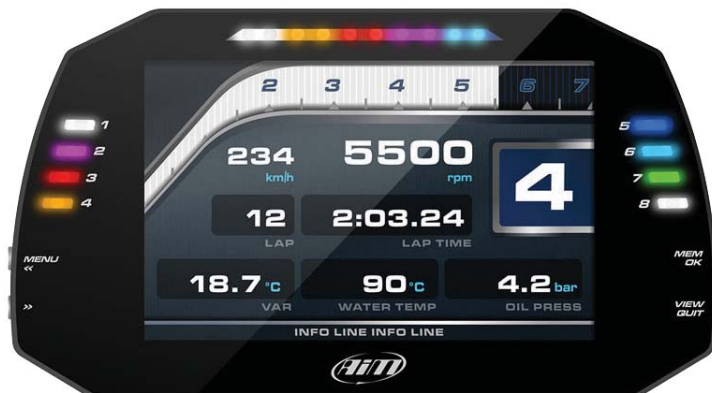 2 3 4 5 6 7
234 km/h
5500 rpm
4
12 LAP
2:03.24 LAP TIME
18.7 °C VAR
90 °C WATER TEMP
4.2 bar OIL PRESS
INFO LINE INFO LINE
1
2
3
4
MENU
<<
>>
5
6
7
8
MEM
OK
VIEW
QUIT
AiM